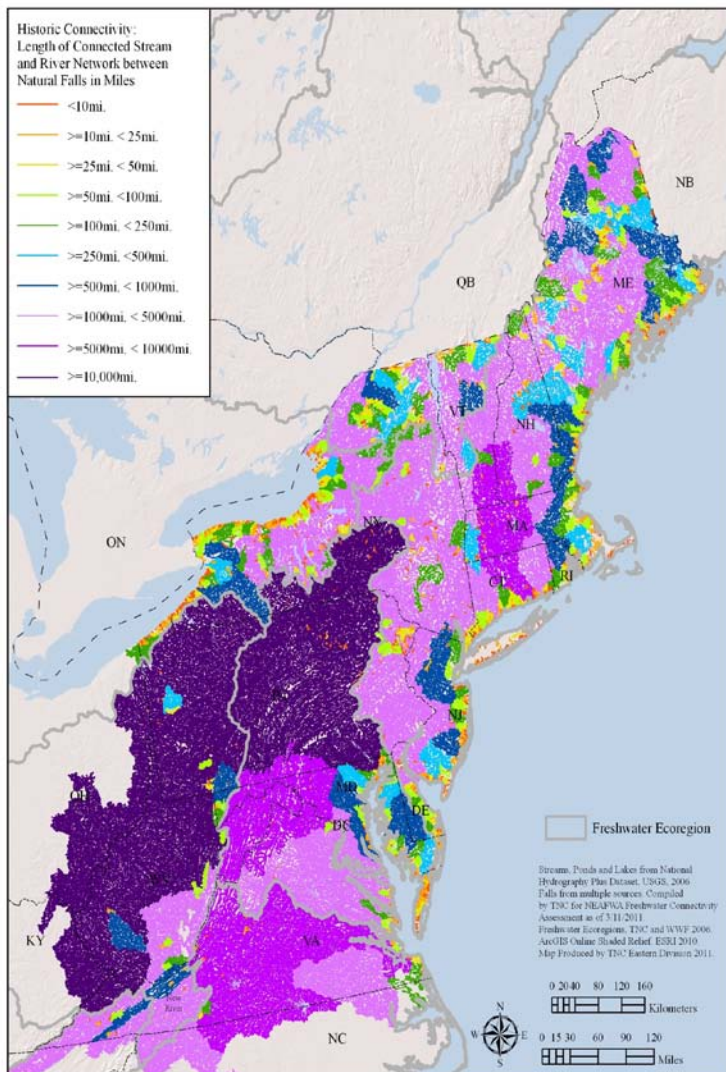 Historic Connectivity:
Length of Connected Stream
and River Network between
Natural Falls in Miles
<10mi.
>=10mi. < 25mi.
>=25mi. < 50mi.
>=50mi. <100mi.
>=100mi. < 250mi.
>=250mi. <500mi.
>=500mi. < 1000mi.
>=1000mi. < 5000mi.
>=5000mi. < 10000mi.
>=10,000mi.
NB
QB
ME
VT
NH
ON
NY
MA
CT
RI
NJ
OH
MD
DE
DC
KY
VA
New
River
NC
Freshwater Ecoregion
Streams, Ponds and Lakes from National
Hydrography Plus Dataset, USGS, 2006
Falls from multiple sources. Compiled
by TNC for NEAFWA Freshwater Connectivity
Assessment as of 3/11/2011.
Freshwater Ecoregions, TNC and WWF 2006.
ArcGIS Online Shaded Relief. ESRI 2010.
Map Produced by TNC Eastern Division 2011.
0 20 40 80 120 160
Kilometers
N
W E
S
0 15 30 60 90 120
Miles